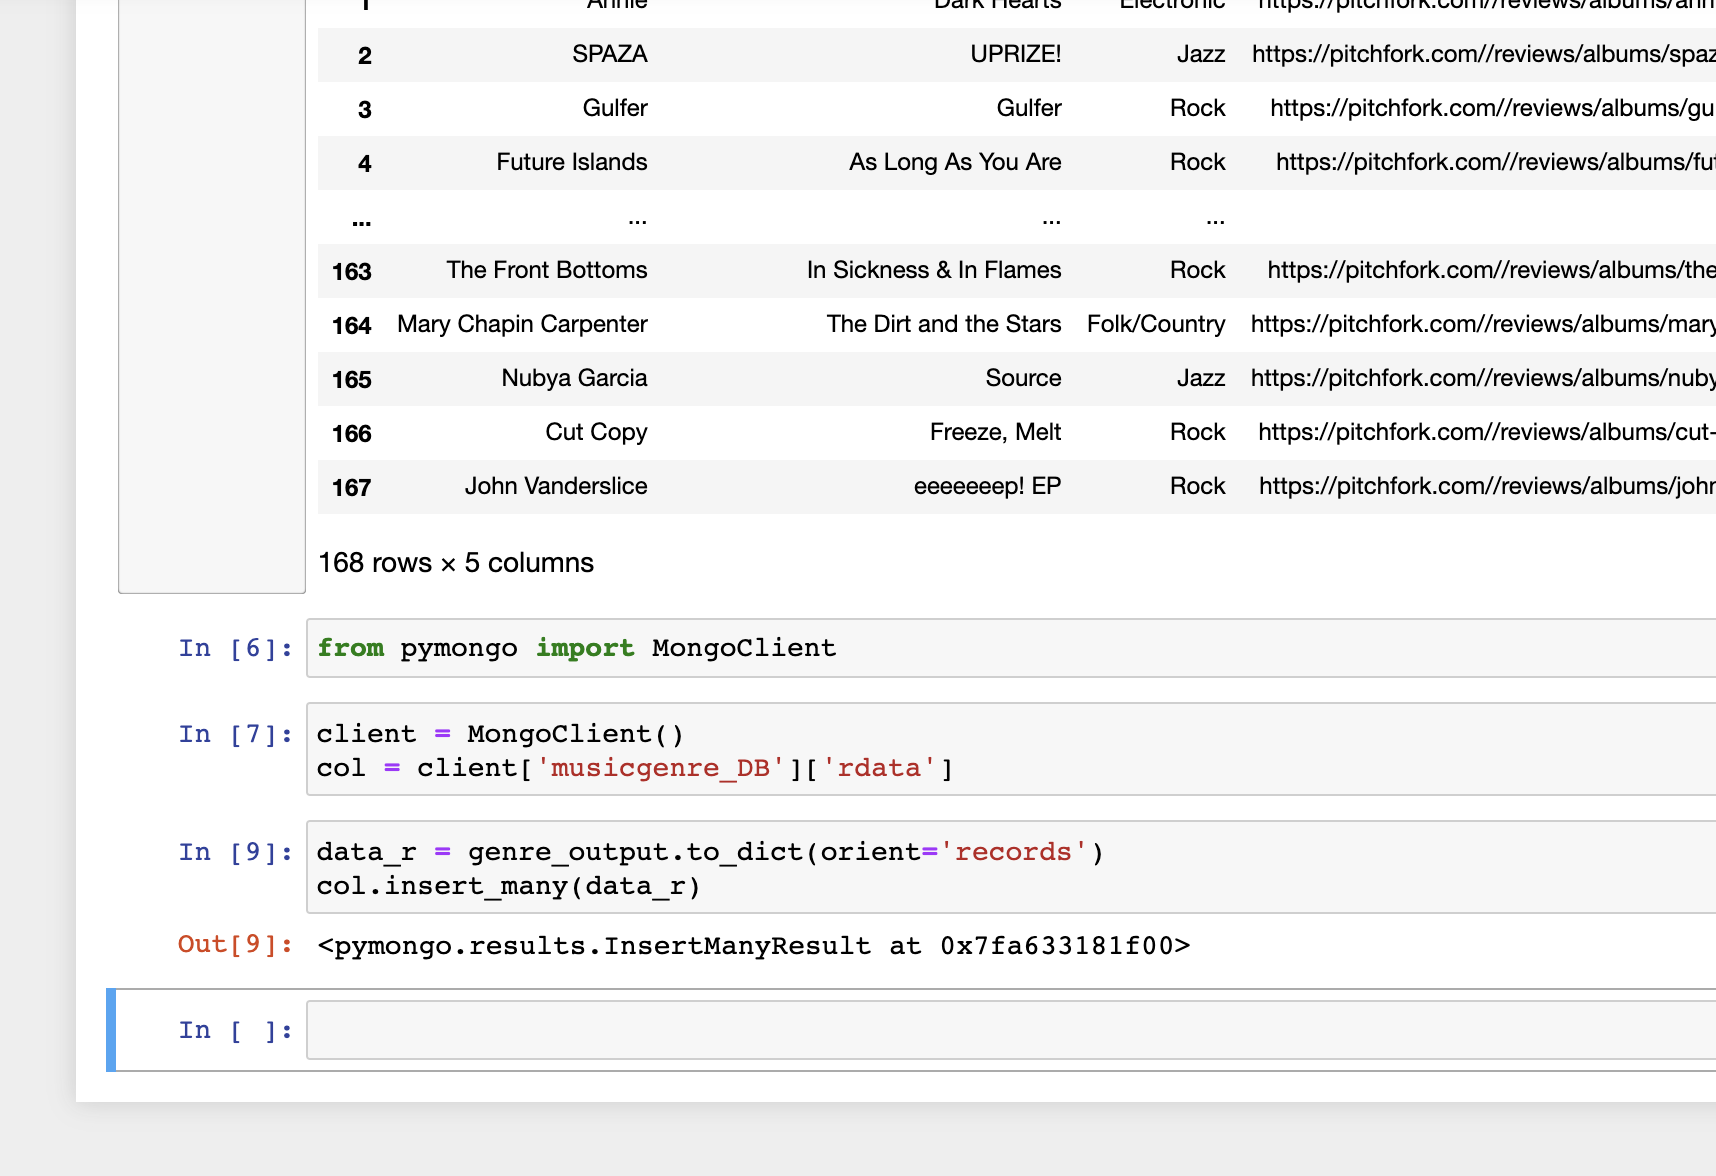 1 Annie Dark Hearts Electronic https://pitchfork.com//reviews/albums/ann
2 SPAZA UPRIZE! Jazz https://pitchfork.com//reviews/albums/spaz
3 Gulfer Gulfer Rock https://pitchfork.com//reviews/albums/gu
4 Future Islands As Long As You Are Rock https://pitchfork.com//reviews/albums/fut
... ... ... ...
163 The Front Bottoms In Sickness & In Flames Rock https://pitchfork.com//reviews/albums/the
164 Mary Chapin Carpenter The Dirt and the Stars Folk/Country https://pitchfork.com//reviews/albums/mary
165 Nubya Garcia Source Jazz https://pitchfork.com//reviews/albums/nuby
166 Cut Copy Freeze, Melt Rock https://pitchfork.com//reviews/albums/cut-
167 John Vanderslice eeeeeeep! EP Rock https://pitchfork.com//reviews/albums/john
168 rows × 5 columns
In [6]: from pymongo import MongoClient
In [7]: client = MongoClient()
col = client['musicgenre_DB']['rdata']
In [9]: data_r = genre_output.to_dict(orient='records')
col.insert_many(data_r)
Out[9]: <pymongo.results.InsertManyResult at 0x7fa633181f00>
In [ ]: